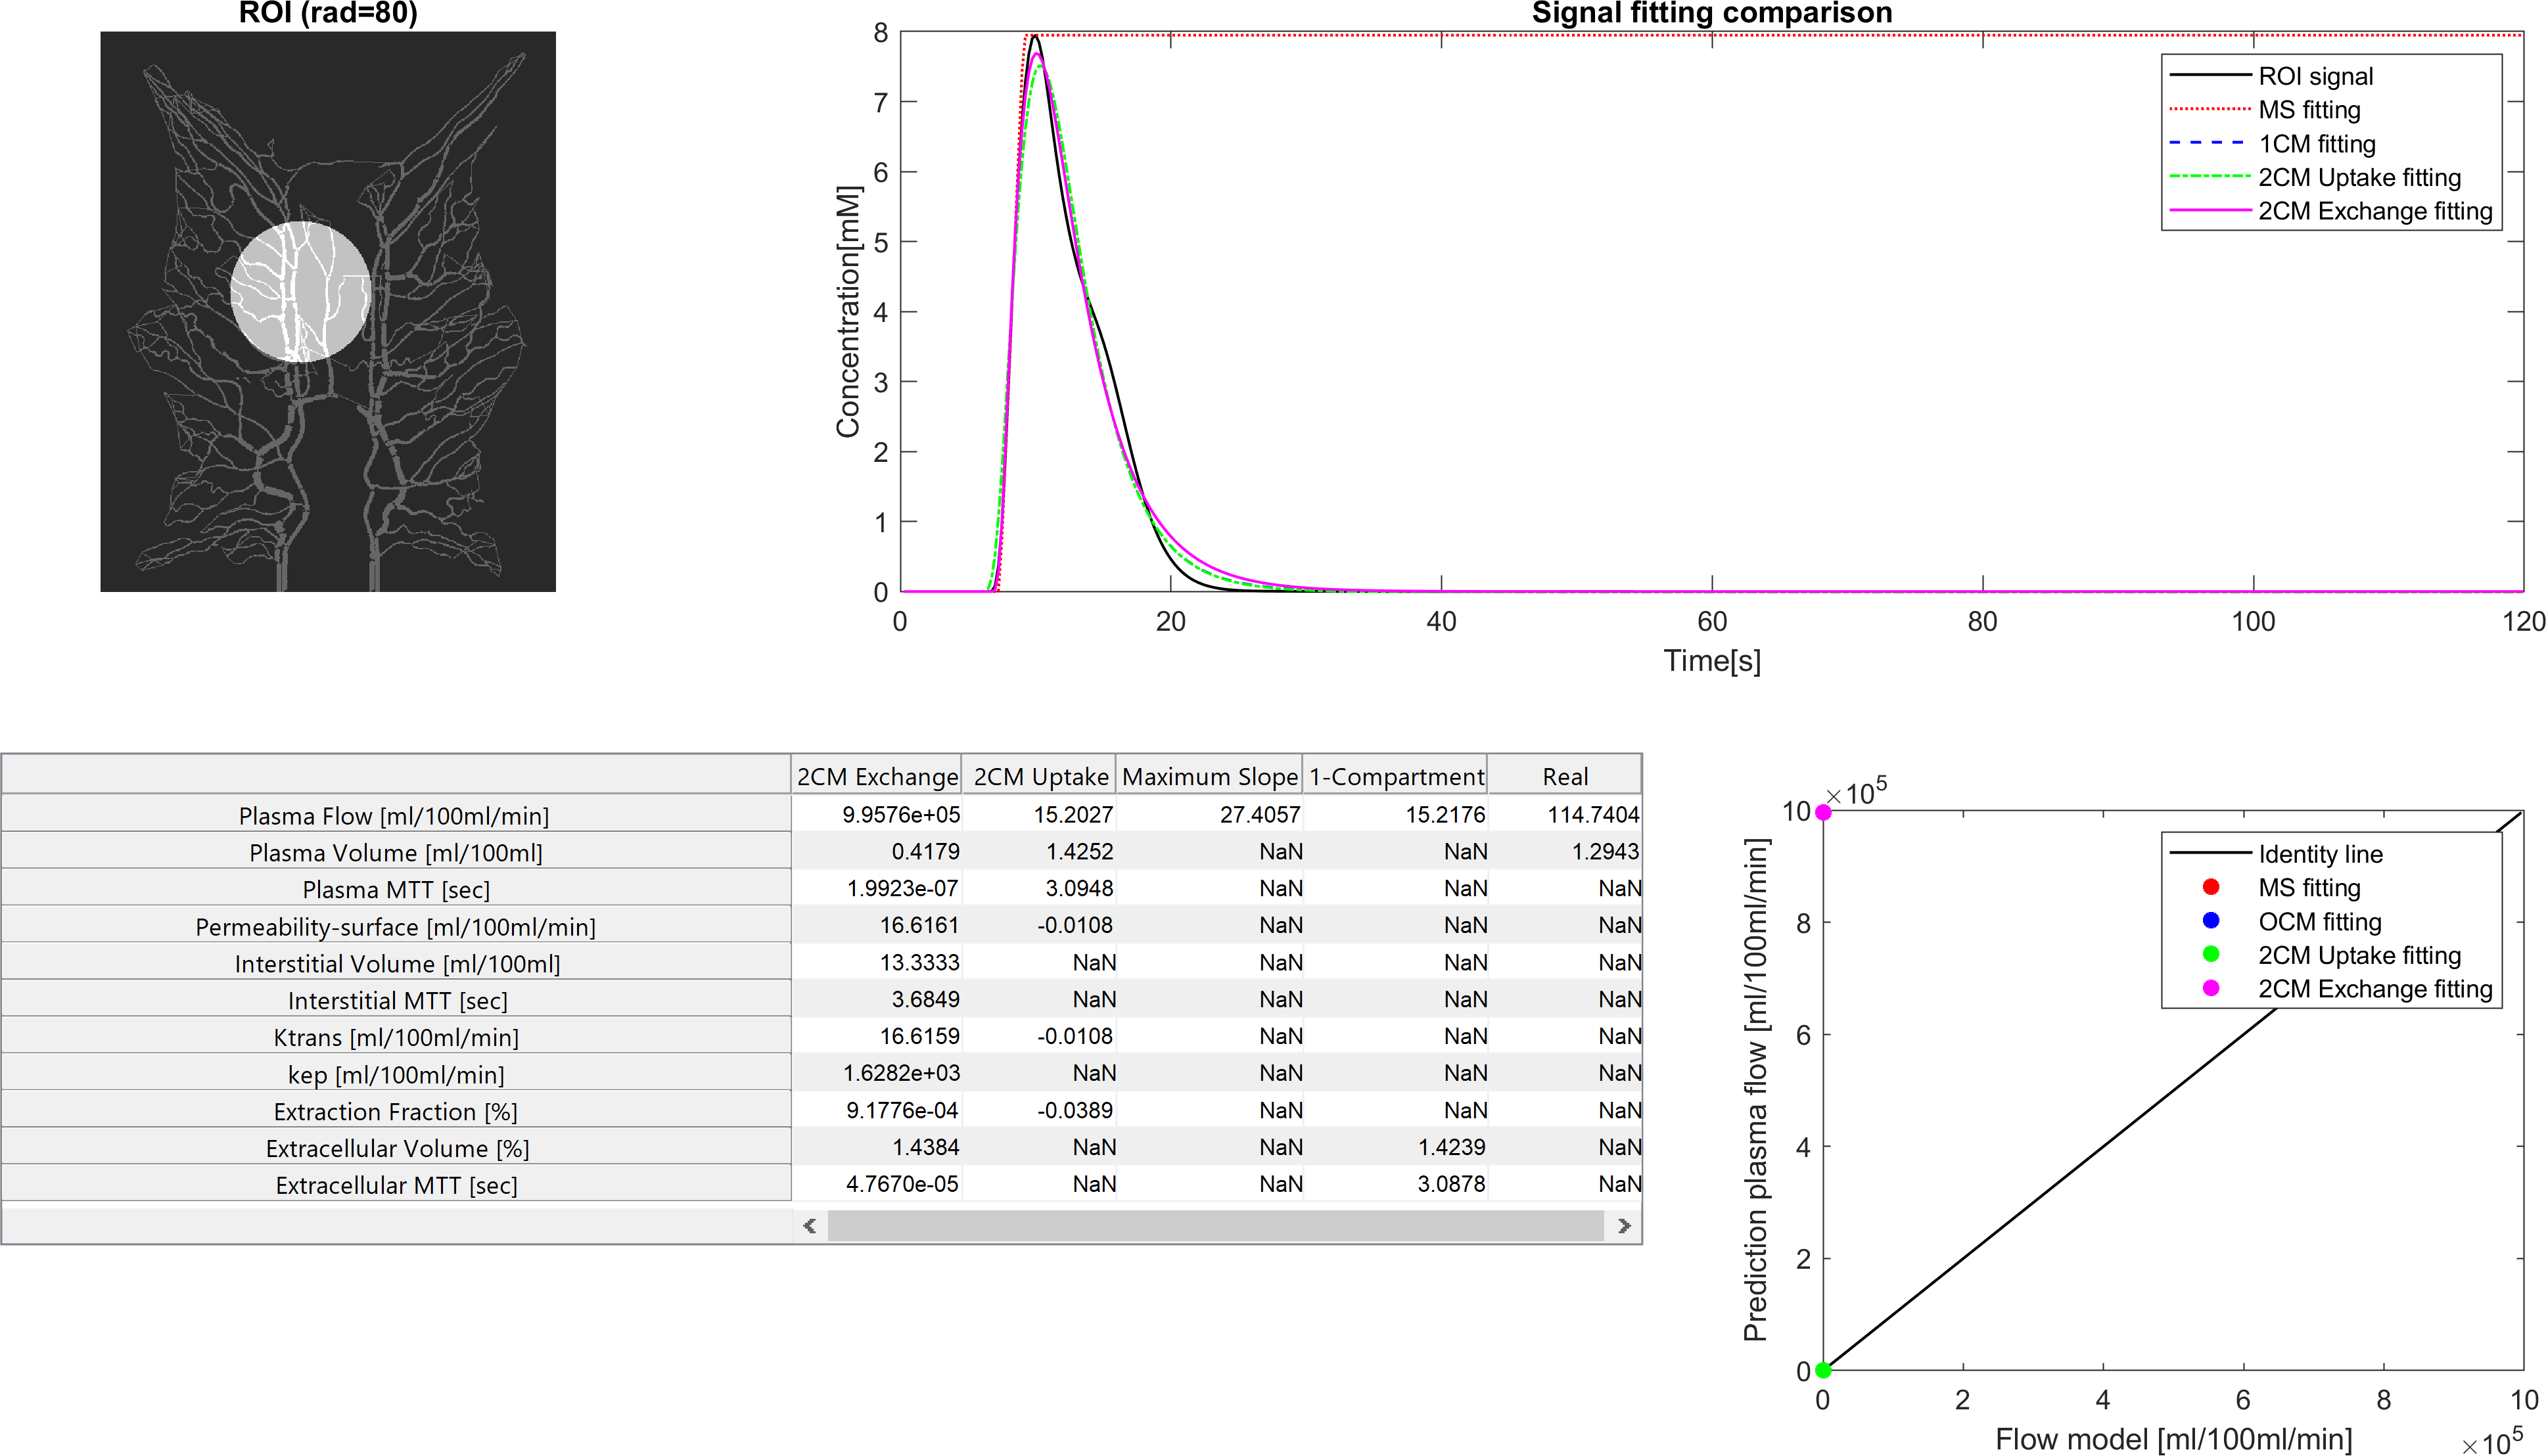 ROI (rad=80)
Signal fitting comparison
8
7
6
5
4
3
2
1
0
Concentration[mM]
0 20 40 60 80 100 120
Time[s]
ROI signal
MS fitting
1CM fitting
2CM Uptake fitting
2CM Exchange fitting
2CM Exchange 2CM Uptake Maximum Slope 1-Compartment Real
Plasma Flow [ml/100ml/min] 9.9576e+05 15.2027 27.4057 15.2176 114.7404
Plasma Volume [ml/100ml] 0.4179 1.4252 NaN NaN 1.2943
Plasma MTT [sec] 1.9923e-07 3.0948 NaN NaN NaN
Permeability-surface [ml/100ml/min] 16.6161 -0.0108 NaN NaN NaN
Interstitial Volume [ml/100ml] 13.3333 NaN NaN NaN NaN
Interstitial MTT [sec] 3.6849 NaN NaN NaN NaN
Ktrans [ml/100ml/min] 16.6159 -0.0108 NaN NaN NaN
kep [ml/100ml/min] 1.6282e+03 NaN NaN NaN NaN
Extraction Fraction [%] 9.1776e-04 -0.0389 NaN NaN NaN
Extracellular Volume [%] 1.4384 NaN NaN 1.4239 NaN
Extracellular MTT [sec] 4.7670e-05 NaN NaN 3.0878 NaN
×10⁵
10
8
6
4
2
0
Prediction plasma flow [ml/100ml/min]
Identity line
MS fitting
OCM fitting
2CM Uptake fitting
2CM Exchange fitting
0 2 4 6 8 10
Flow model [ml/100ml/min]
×10⁵